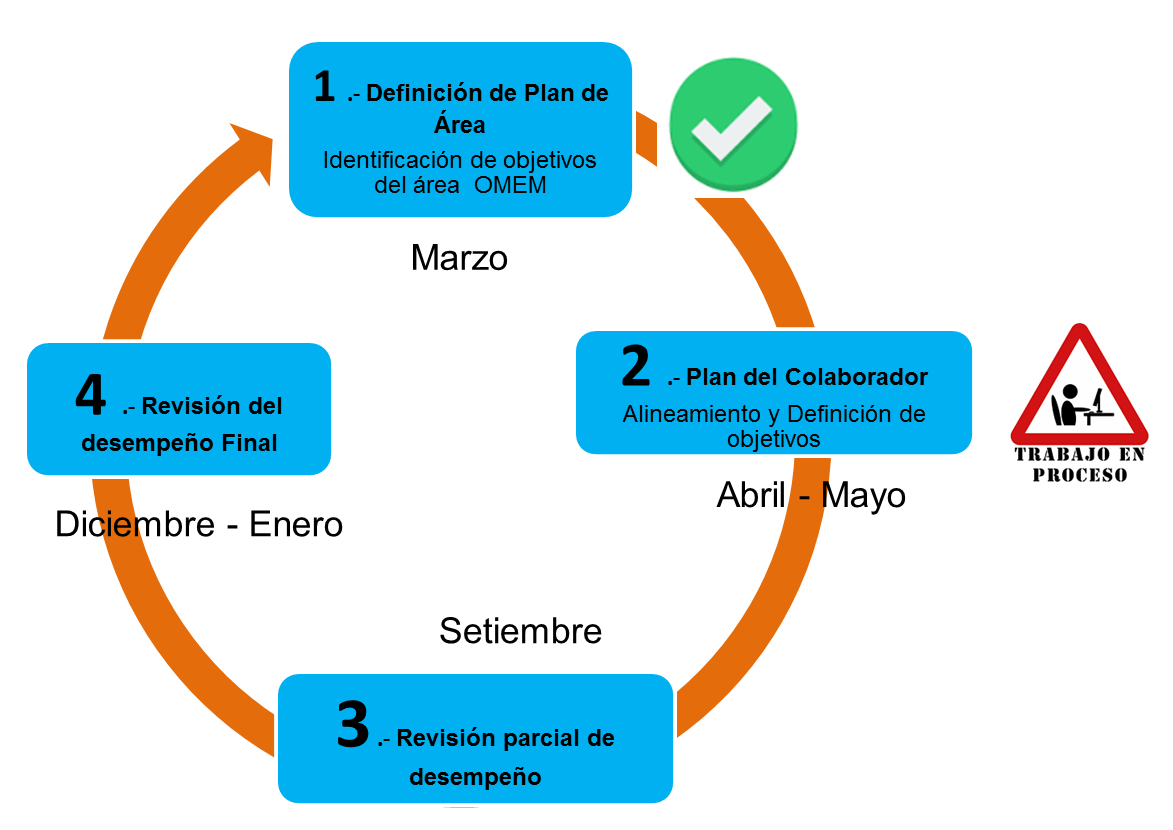 1 .- Definición de Plan de
Área
Identificación de objetivos
del área  OMEM
Marzo
2 .- Plan del Colaborador
Alineamiento y Definición de
objetivos
TRABAJO EN
PROCESO
Abril - Mayo
4 .- Revisión del
desempeño Final
Diciembre - Enero
Setiembre
3 .- Revisión parcial de
desempeño